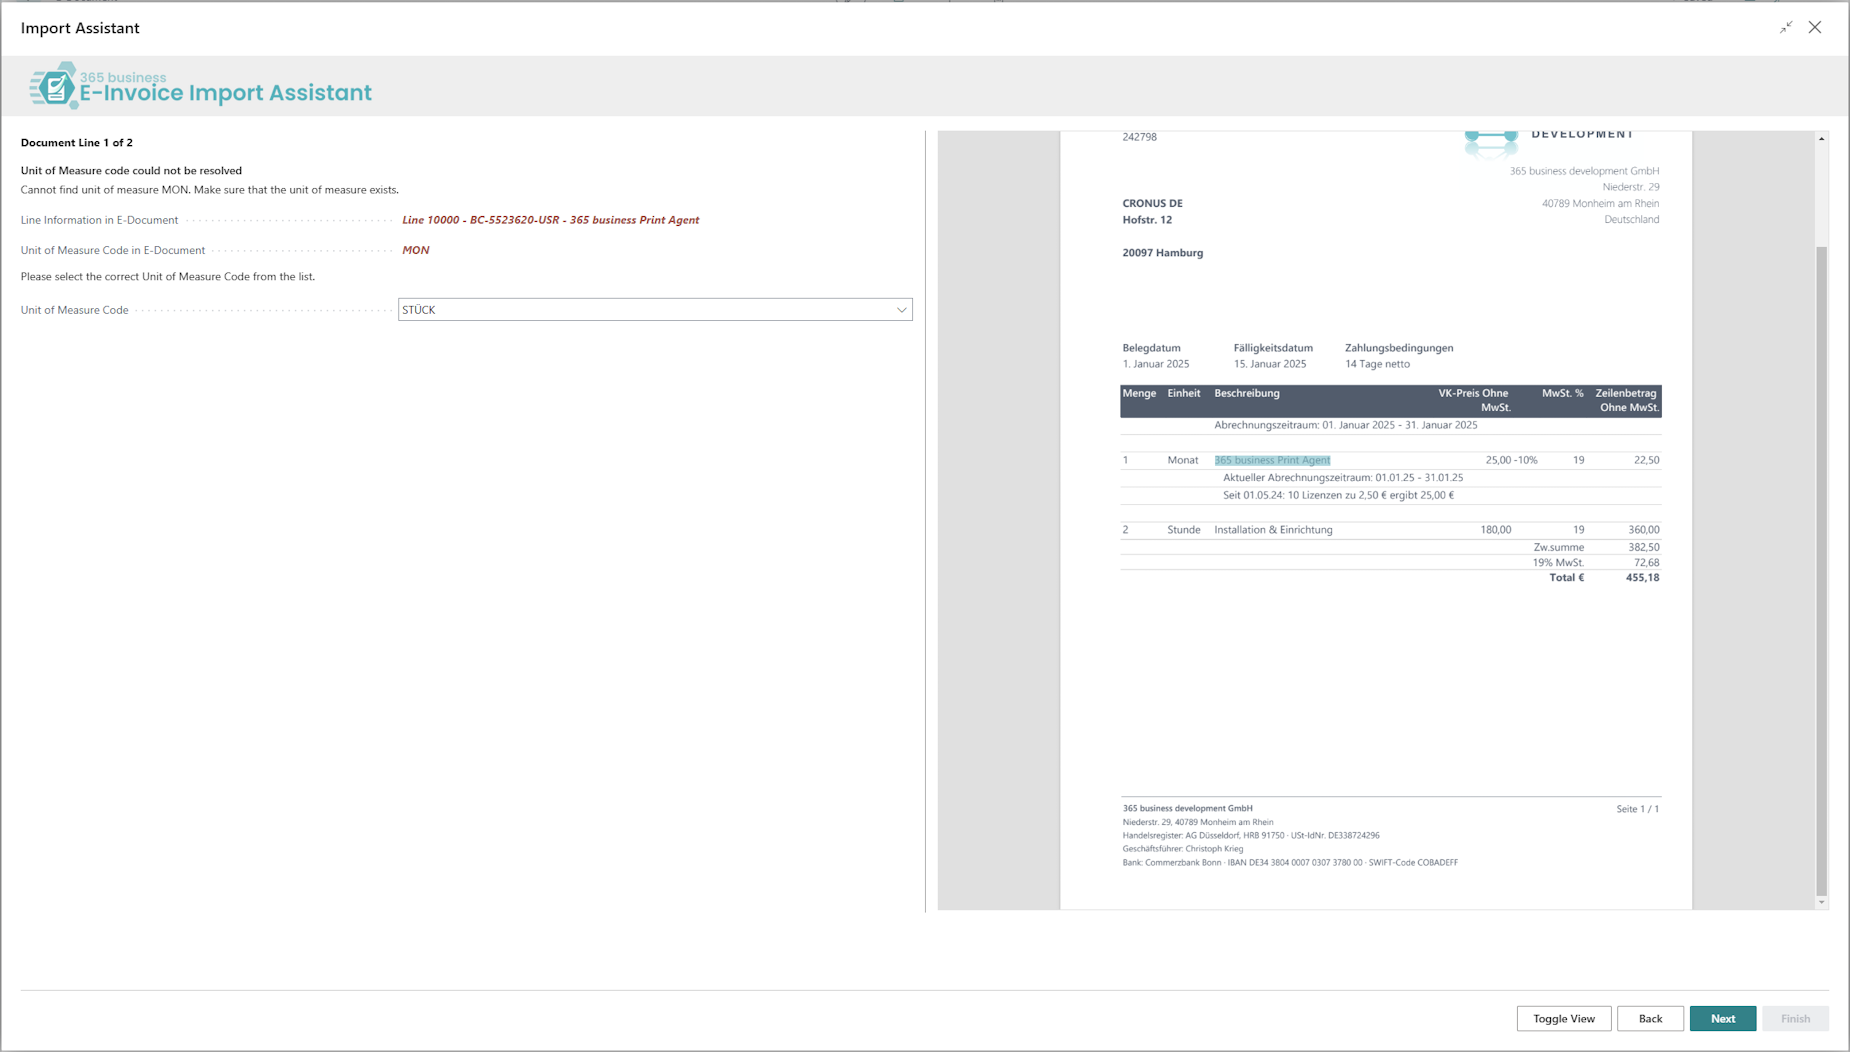 Import Assistant
365 business
E-Invoice Import Assistant
Document Line 1 of 2
Unit of Measure code could not be resolved
Cannot find unit of measure MON. Make sure that the unit of measure exists.
Line Information in E-Document Line 10000 - BC-5523620-USR - 365 business Print Agent
Unit of Measure Code in E-Document MON
Please select the correct Unit of Measure Code from the list.
Unit of Measure Code STÜCK
242798 DEVELOPMENT
365 business development GmbH
Niederstr. 29
40789 Monheim am Rhein
Deutschland
CRONUS DE
Hofstr. 12
20097 Hamburg
Belegdatum Fälligkeitsdatum Zahlungsbedingungen
1. Januar 2025 15. Januar 2025 14 Tage netto
Menge Einheit Beschreibung VK-Preis Ohne MwSt. % Zeilenbetrag
MwSt. Ohne MwSt.
Abrechnungszeitraum: 01. Januar 2025 - 31. Januar 2025
1 Monat 365 business Print Agent 25,00 -10% 19 22,50
Aktueller Abrechnungszeitraum: 01.01.25 - 31.01.25
Seit 01.05.24: 10 Lizenzen zu 2,50 € ergibt 25,00 €
2 Stunde Installation & Einrichtung 180,00 19 360,00
Zw.summe 382,50
19% MwSt. 72,68
Total € 455,18
365 business development GmbH Seite 1 / 1
Niederstr. 29, 40789 Monheim am Rhein
Handelsregister: AG Düsseldorf, HRB 91750 · USt-IdNr. DE338724296
Geschäftsführer: Christoph Krieg
Bank: Commerzbank Bonn · IBAN DE34 3804 0007 0307 3780 00 · SWIFT-Code COBADEFF
Toggle View Back Next Finish